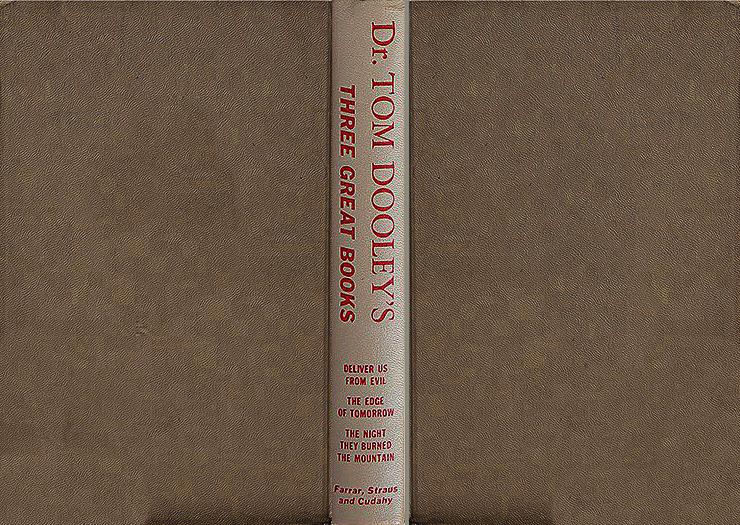 Dr. TOM DOOLEY'S
THREE GREAT BOOKS
DELIVER US
FROM EVIL
THE EDGE
OF TOMORROW
THE NIGHT
THEY BURNED
THE MOUNTAIN
Farrar, Straus
and Cudahy